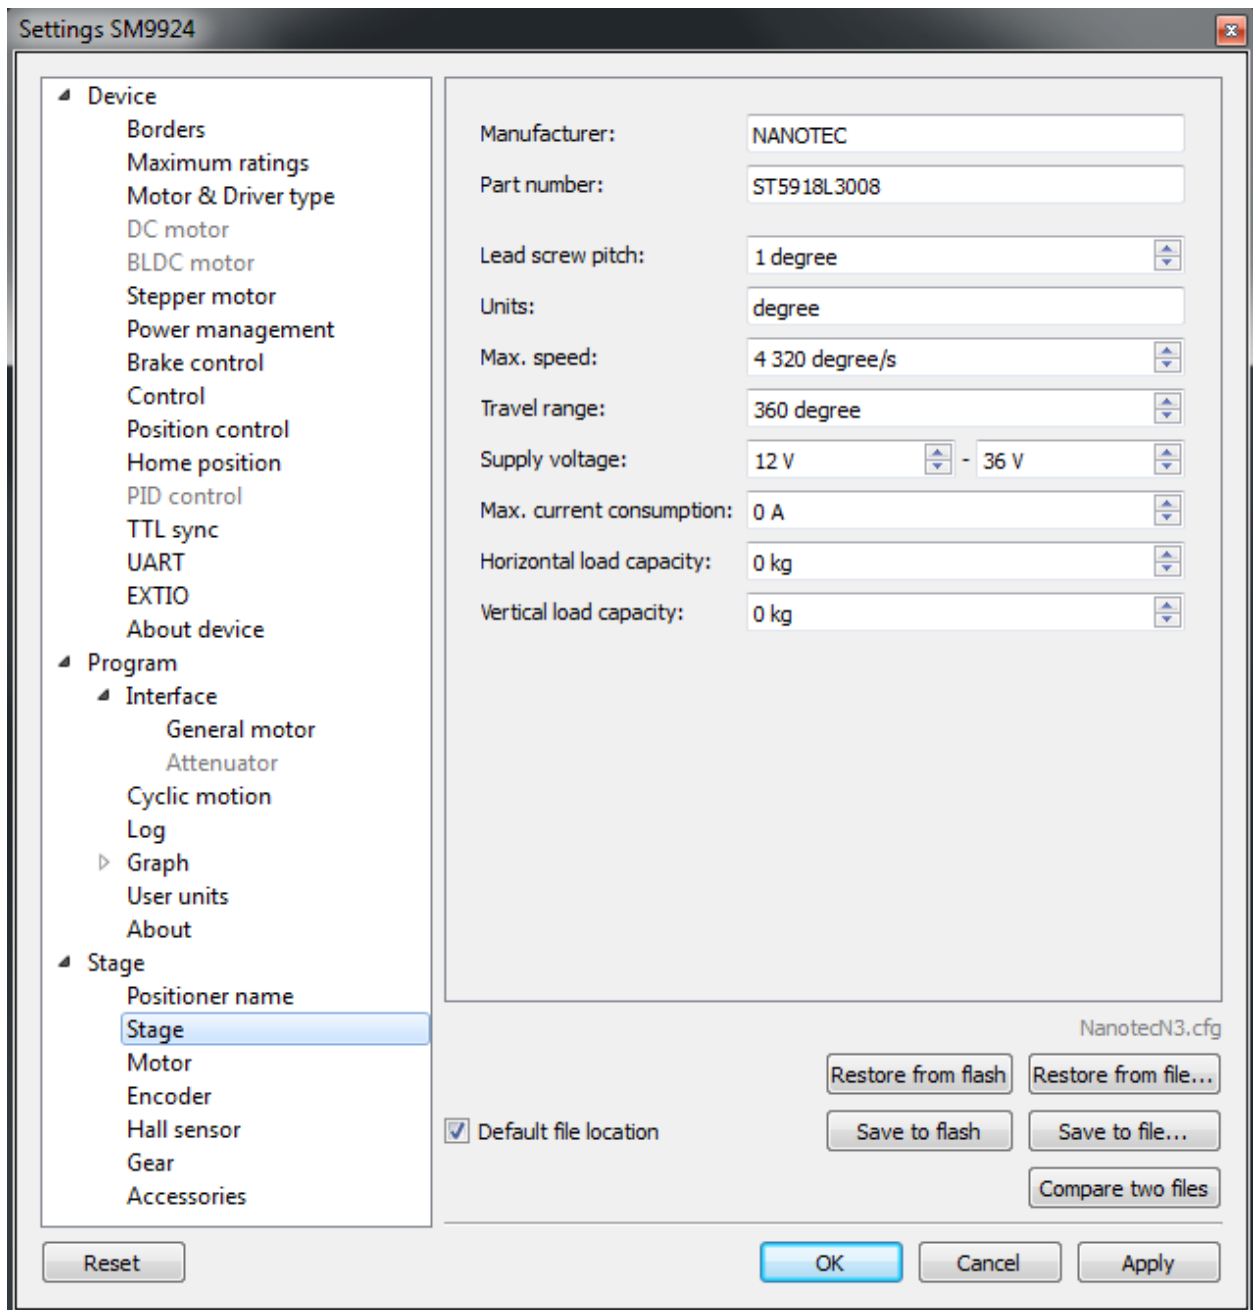 Settings SM9924
Device
Borders
Maximum ratings
Motor & Driver type
DC motor
BLDC motor
Stepper motor
Power management
Brake control
Control
Position control
Home position
PID control
TTL sync
UART
EXTIO
About device
Program
Interface
General motor
Attenuator
Cyclic motion
Log
Graph
User units
About
Stage
Positioner name
Stage
Motor
Encoder
Hall sensor
Gear
Accessories
Manufacturer: NANOTEC
Part number: ST5918L3008
Lead screw pitch: 1 degree
Units: degree
Max. speed: 4 320 degree/s
Travel range: 360 degree
Supply voltage: 12 V - 36 V
Max. current consumption: 0 A
Horizontal load capacity: 0 kg
Vertical load capacity: 0 kg
NanotecN3.cfg
Restore from flash Restore from file...
Default file location Save to flash Save to file...
Compare two files
Reset OK Cancel Apply